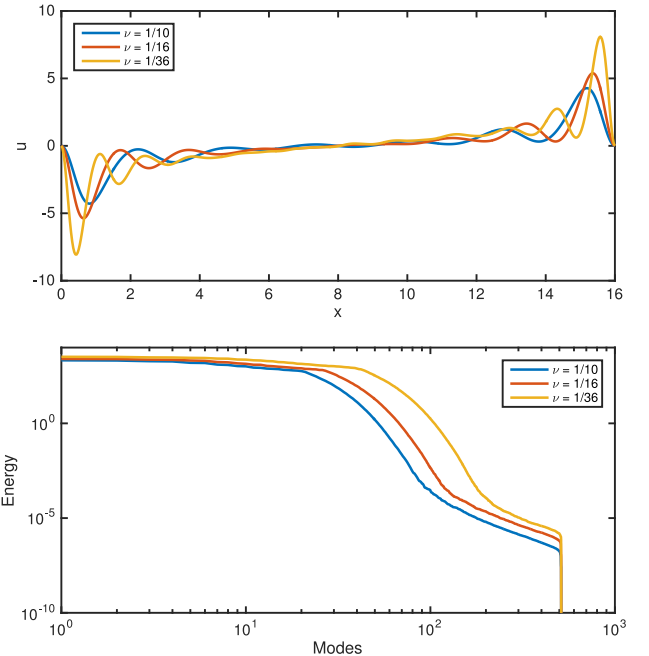 10
5
0
-5
-10
u
ν = 1/10
ν = 1/16
ν = 1/36
0 2 4 6 8 10 12 14 16
x
10^0
10^-5
10^-10
Energy
ν = 1/10
ν = 1/16
ν = 1/36
10^0 10^1 10^2 10^3
Modes